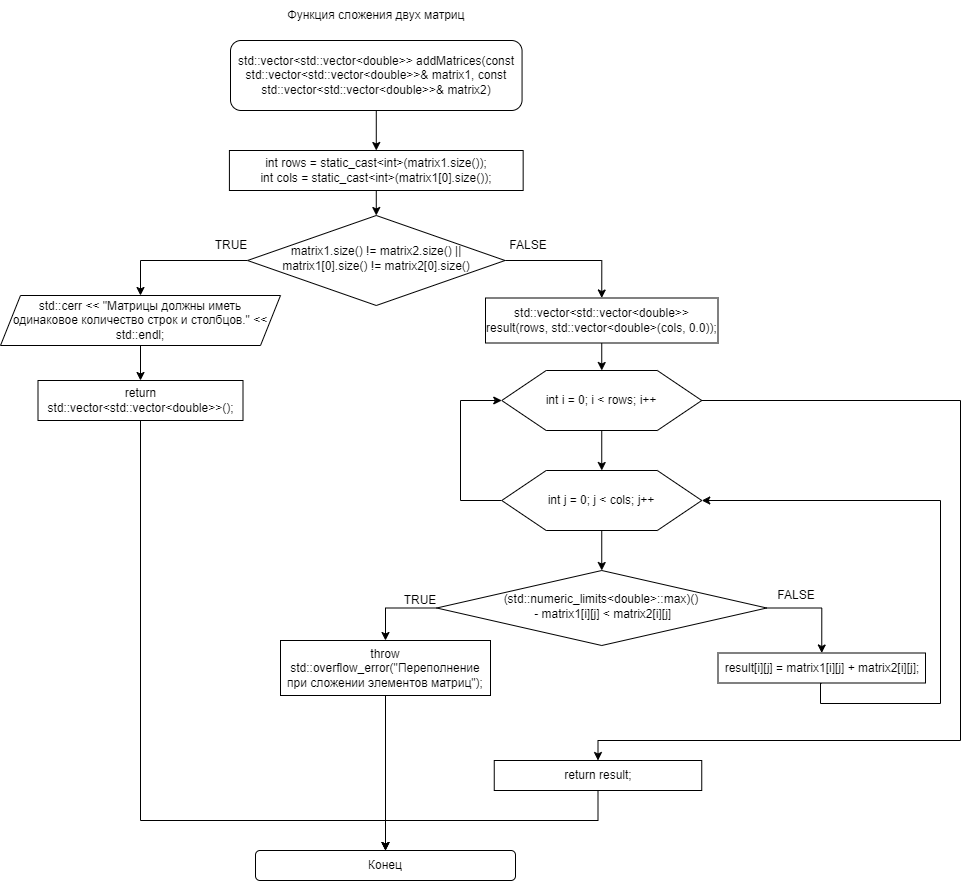 Функция сложения двух матриц
std::vector<std::vector<double>> addMatrices(const
std::vector<std::vector<double>>& matrix1, const
std::vector<std::vector<double>>& matrix2)
int rows = static_cast<int>(matrix1.size());
int cols = static_cast<int>(matrix1[0].size());
TRUE
matrix1.size() != matrix2.size() ||
matrix1[0].size() != matrix2[0].size()
FALSE
std::cerr << "Матрицы должны иметь
одинаковое количество строк и столбцов." <<
std::endl;
std::vector<std::vector<double>>
result(rows, std::vector<double>(cols, 0.0));
return
std::vector<std::vector<double>>();
int i = 0; i < rows; i++
int j = 0; j < cols; j++
TRUE
(std::numeric_limits<double>::max)()
- matrix1[i][j] < matrix2[i][j]
FALSE
throw
std::overflow_error("Переполнение
при сложении элементов матриц");
result[i][j] = matrix1[i][j] + matrix2[i][j];
return result;
Конец